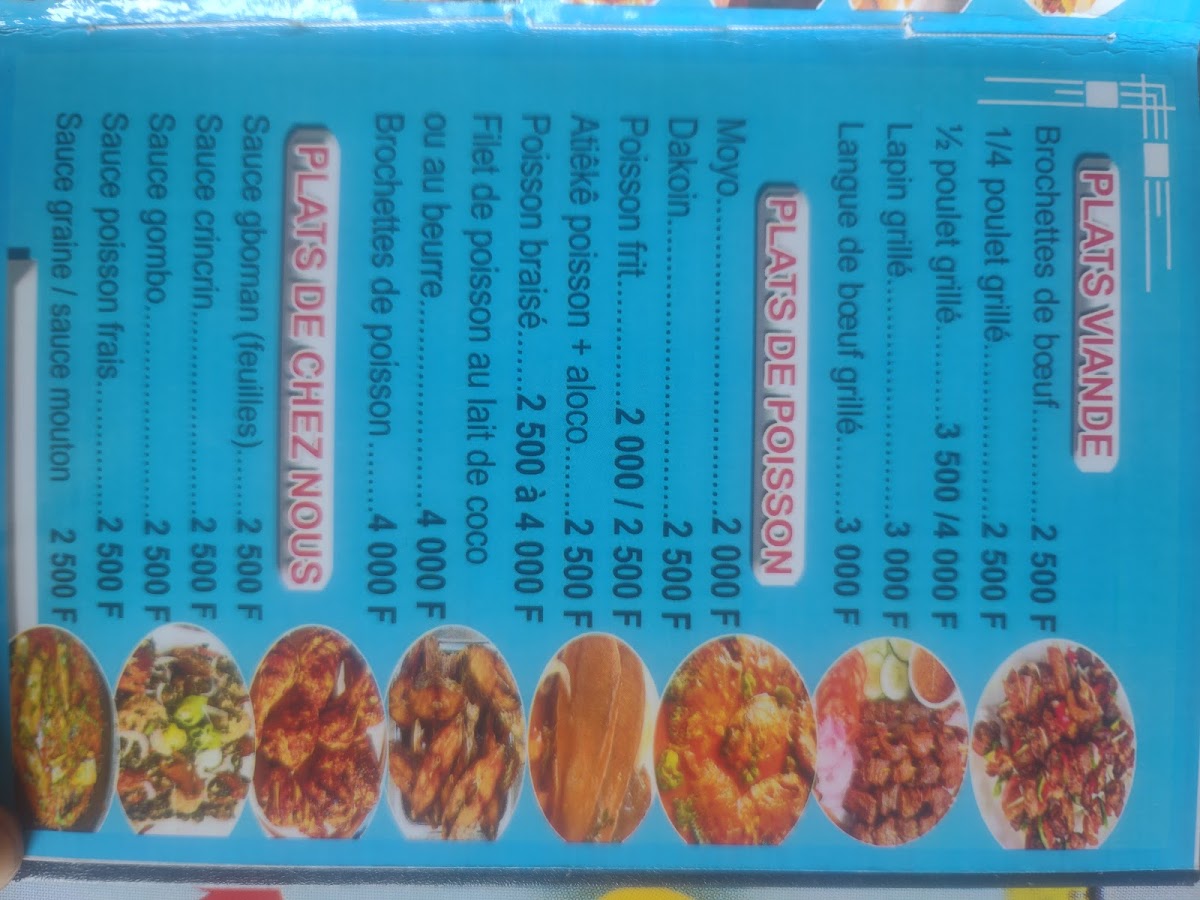 PLATS VIANDE
Brochettes de bœuf..............2 500 F
1/4 poulet grillé......................2 500 F
½ poulet grillé............3 500 /4 000 F
Lapin grillé.............................3 000 F
Langue de bœuf grillé...........3 000 F
PLATS DE POISSON
Moyo.......................................2 000 F
Dakoin....................................2 500 F
Poisson frit...............2 000 / 2 500 F
Atiêkê poisson + aloco..........2 500 F
Poisson braisé.......2 500 à 4 000 F
Filet de poisson au lait de coco
ou au beurre..........................4 000 F
Brochettes de poisson ..........4 000 F
PLATS DE CHEZ NOUS
Sauce gboman (feuilles)........2 500 F
Sauce crincrin.........................2 500 F
Sauce gombo..........................2 500 F
Sauce poisson frais................2 500 F
Sauce graine / sauce mouton 2 500 F